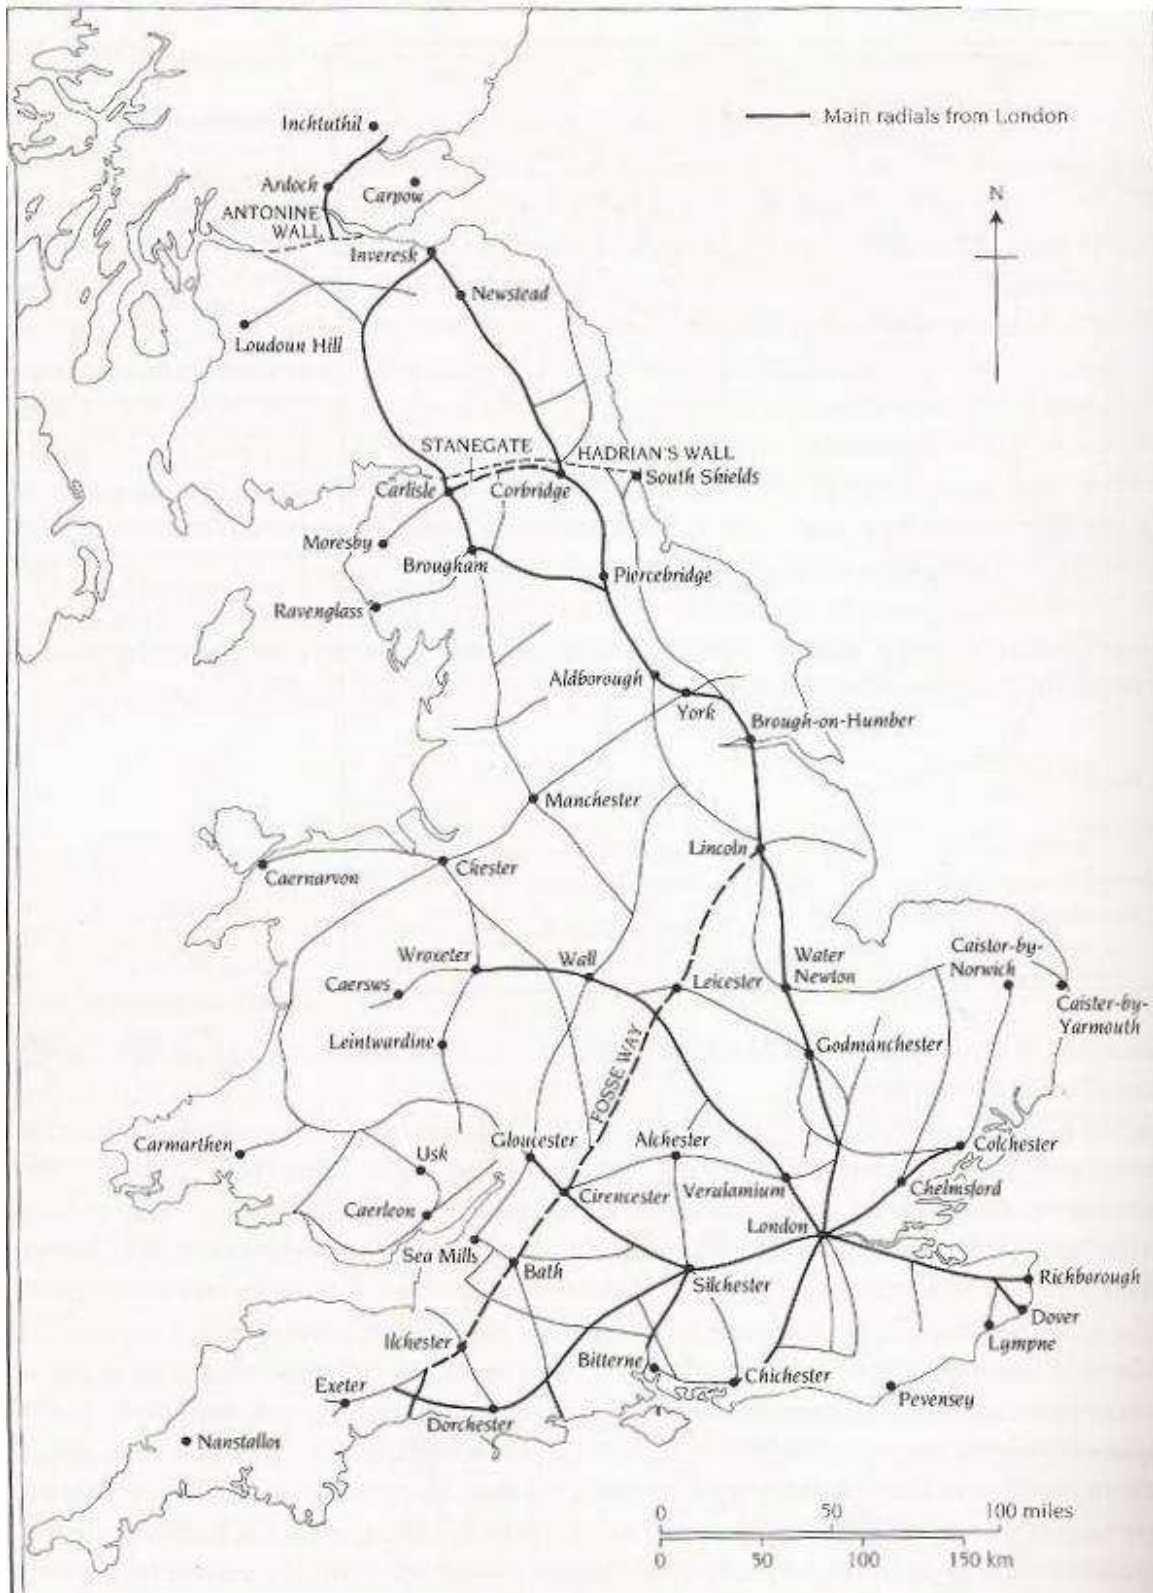 Inchtuthil
Main radials from London
Ardoch
Carpow
ANTONINE
WALL
N
Inveresk
Newstead
Loudoun Hill
STANEGATE
HADRIAN'S WALL
Carlisle
Corbridge
South Shields
Moresby
Brougham
Piercebridge
Ravenglass
Aldborough
York
Brough-on-Humber
Manchester
Lincoln
Chester
Caernarvon
Wroxeter
Wall
Water
Newton
Caistor-by-
Norwich
Caersws
Leicester
Caister-by-
Yarmouth
Leintwardine
Godmanchester
FOSSE WAY
Carmarthen
Usk
Gloucester
Alchester
Colchester
Cirencester
Verulamium
Chelmsford
Caerleon
London
Sea Mills
Bath
Silchester
Richborough
Dover
Lympne
Ilchester
Bitterne
Chichester
Pevensey
Exeter
Dorchester
Nanstallon
0 50 100 miles
0 50 100 150 km